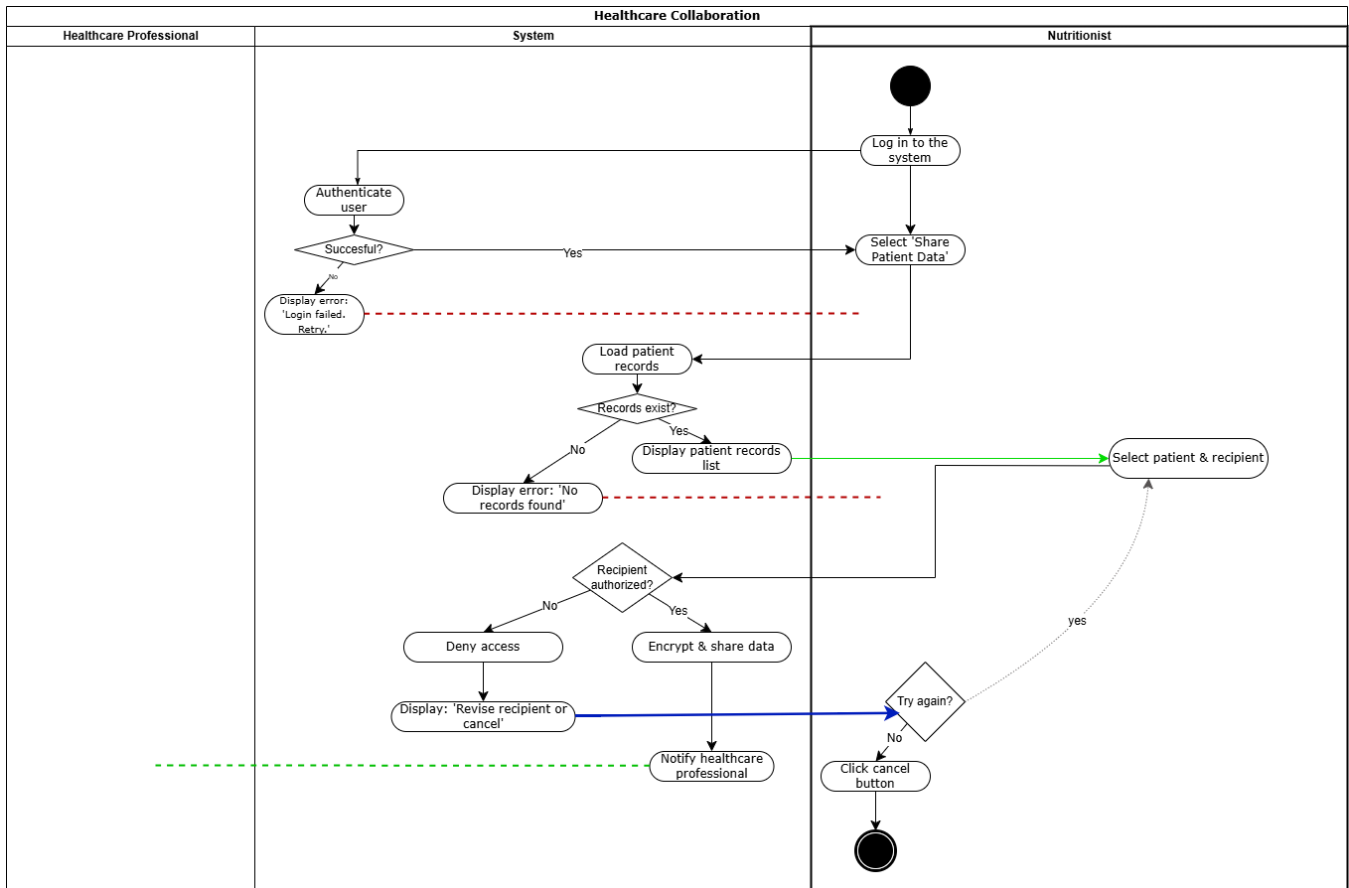 Healthcare Collaboration
Healthcare Professional
System
Nutritionist
Log in to the
system
Authenticate
user
Succesful?
Yes
Select 'Share
Patient Data'
No
Display error:
'Login failed.
Retry.'
Load patient
records
Records exist?
Yes
No
Display patient records
list
Select patient & recipient
Display error: 'No
records found'
Recipient
authorized?
No
Yes
yes
Deny access
Encrypt & share data
Try again?
Display: 'Revise recipient or
cancel'
No
Notify healthcare
professional
Click cancel
button